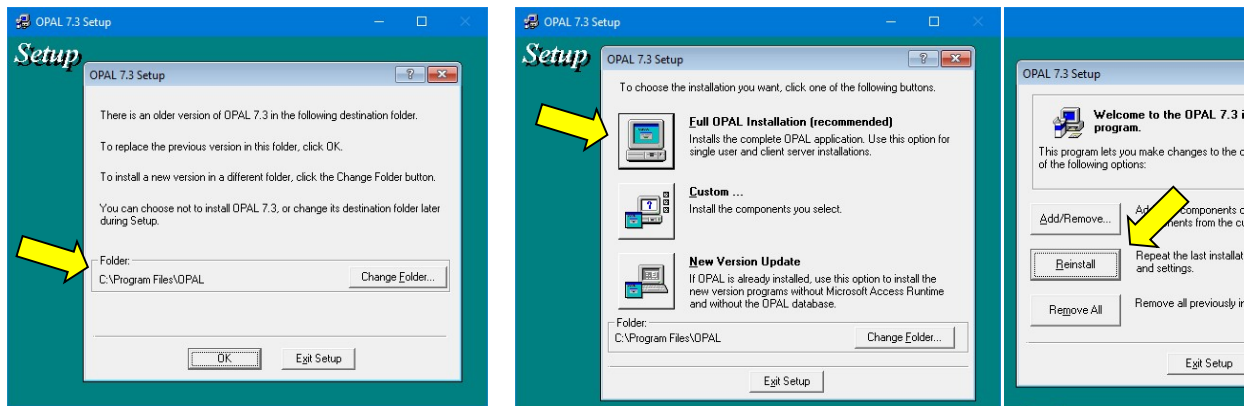 OPAL 7.3 Setup
Setup
OPAL 7.3 Setup
There is an older version of OPAL 7.3 in the following destination folder.
To replace the previous version in this folder, click OK.
To install a new version in a different folder, click the Change Folder button.
You can choose not to install OPAL 7.3, or change its destination folder later
during Setup.
Folder:
C:\Program Files\OPAL
Change Folder...
OK
Exit Setup
OPAL 7.3 Setup
Setup
OPAL 7.3 Setup
To choose the installation you want, click one of the following buttons.
Full OPAL Installation (recommended)
Installs the complete OPAL application. Use this option for
single user and client server installations.
Custom ...
Install the components you select.
New Version Update
If OPAL is already installed, use this option to install the
new version programs without Microsoft Access Runtime
and without the OPAL database.
Folder:
C:\Program Files\OPAL
Change Folder...
Exit Setup
OPAL 7.3 Setup
Welcome to the OPAL 7.3
program.
This program lets you make changes to the
of the following options:
Add/Remove...
components
from the
Reinstall
Repeat the last
and settings.
Remove All
Remove all previously
Exit Setup